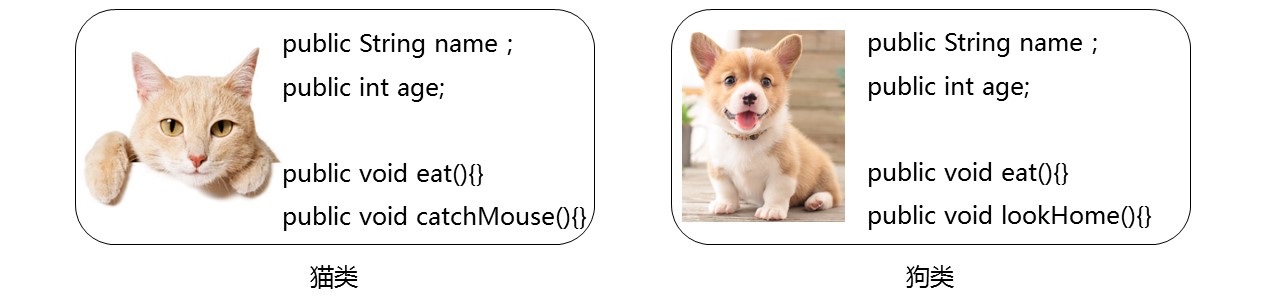 public String name ;
public int age;
public void eat(){}
public void catchMouse(){}
猫类
public String name ;
public int age;
public void eat(){}
public void lookHome(){}
狗类